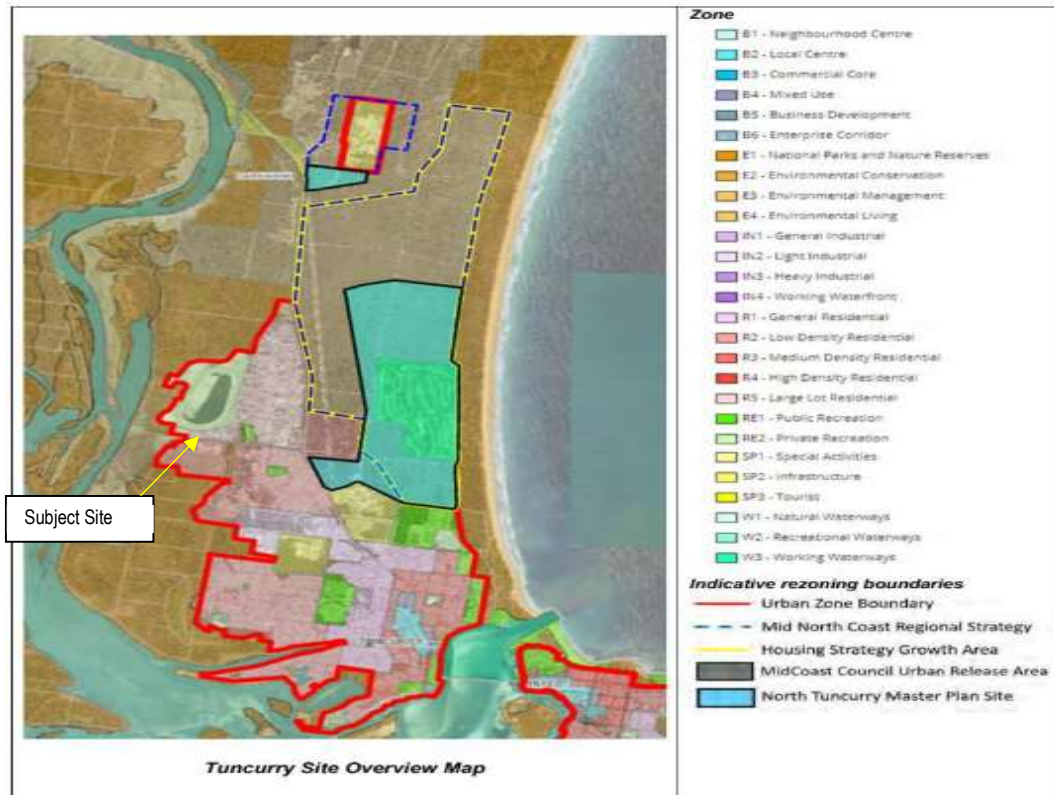 Zone
B1 - Neighbourhood Centre
B2 - Local Centre
B3 - Commercial Core
B4 - Mixed Use
B5 - Business Development
B6 - Enterprise Corridor
E1 - National Parks and Nature Reserves
E2 - Environmental Conservation
E3 - Environmental Management
E4 - Environmental Living
IN1 - General Industrial
IN2 - Light Industrial
IN3 - Heavy Industrial
IN4 - Working Waterfront
R1 - General Residential
R2 - Low Density Residential
R3 - Medium Density Residential
R4 - High Density Residential
R5 - Large Lot Residential
RE1 - Public Recreation
RE2 - Private Recreation
SP1 - Special Activities
SP2 - Infrastructure
SP3 - Tourist
W1 - Natural Waterways
W2 - Recreational Waterways
W3 - Working Waterways
Indicative rezoning boundaries
Urban Zone Boundary
Mid North Coast Regional Strategy
Housing Strategy Growth Area
MidCoast Council Urban Release Area
North Tuncurry Master Plan Site
Subject Site
Tuncurry Site Overview Map